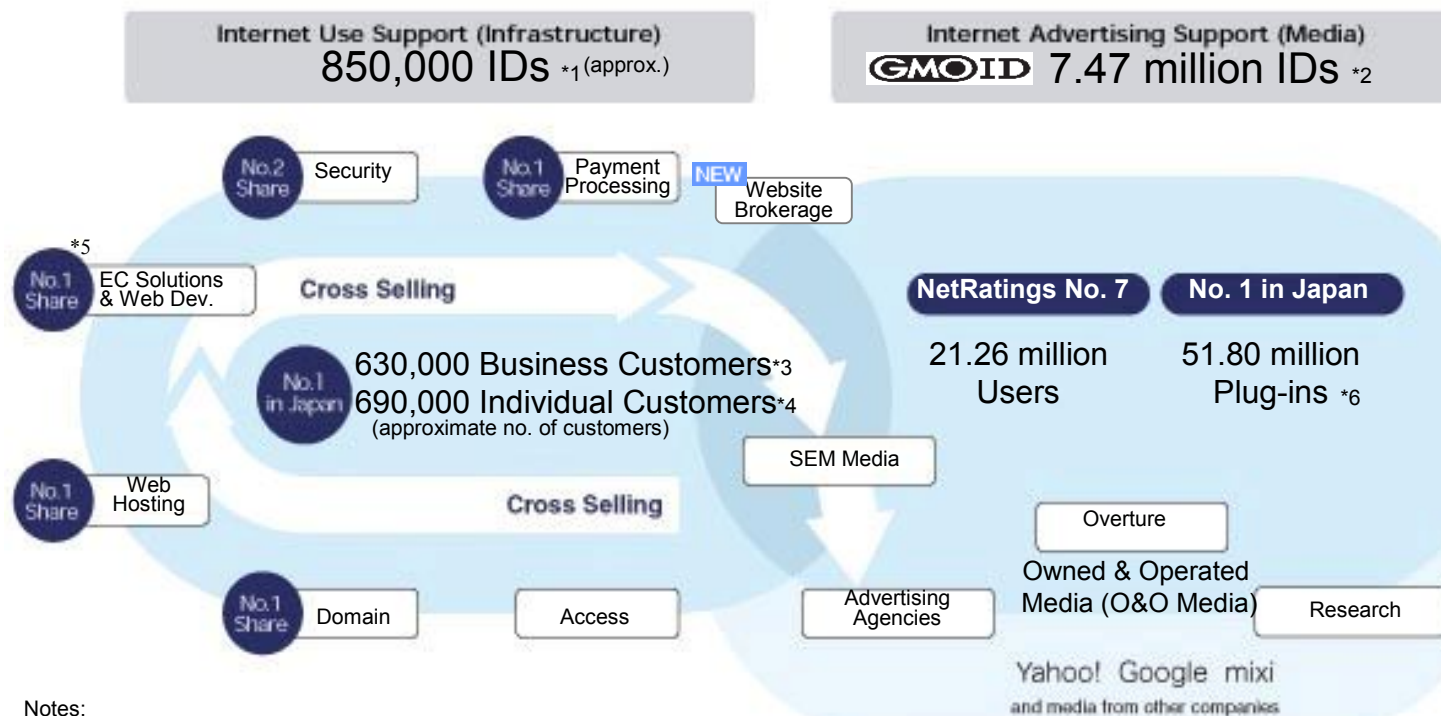 Internet Use Support (Infrastructure)
850,000 IDs *1 (approx.)
Internet Advertising Support (Media)
GMOID 7.47 million IDs *2
No.2
Share
Security
No.1
Share
Payment
Processing
NEW
Website
Brokerage
*5
No.1
Share
EC Solutions
& Web Dev.
Cross Selling
NetRatings No. 7
No. 1 in Japan
No.1
in Japan
630,000 Business Customers*3
690,000 Individual Customers*4
(approximate no. of customers)
21.26 million
Users
51.80 million
Plug-ins *6
SEM Media
No.1
Share
Web
Hosting
Cross Selling
Overture
Owned & Operated
Media (O&O Media)
No.1
Share
Domain
Access
Advertising
Agencies
Research
Yahoo! Google mixi
and media from other companies
Notes: